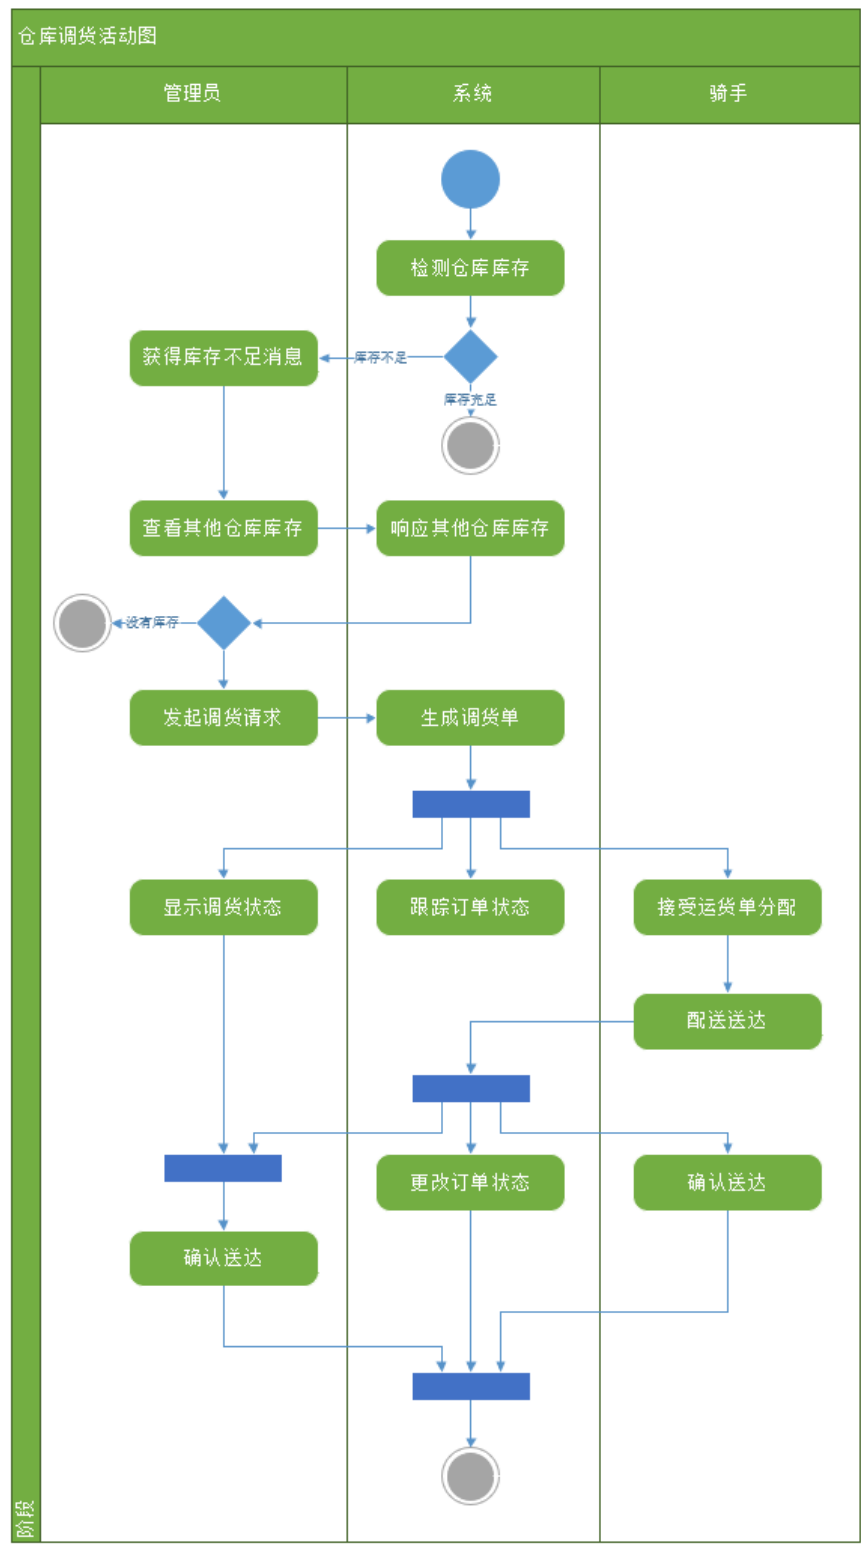 仓库调货活动图
管理员
系统
骑手
检测仓库库存
获得库存不足消息
库存不足
库存充足
查看其他仓库库存
响应其他仓库库存
没有库存
发起调货请求
生成调货单
显示调货状态
跟踪订单状态
接受运货单分配
配送送达
更改订单状态
确认送达
确认送达
阶段